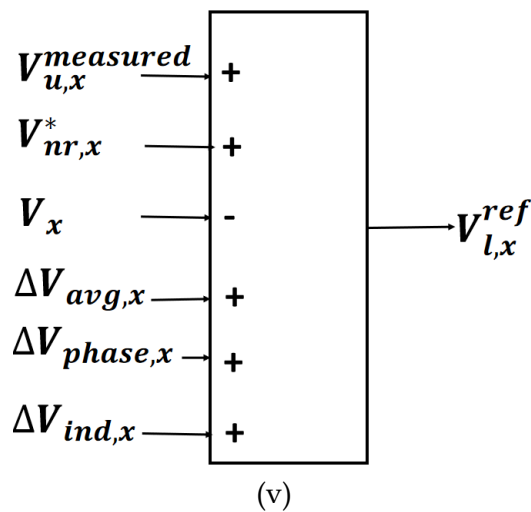 V_{u,x}^{measured} +
V_{nr,x}^{*} +
V_x -
V_{l,x}^{ref}
ΔV_{avg,x} +
ΔV_{phase,x} +
ΔV_{ind,x} +
(v)